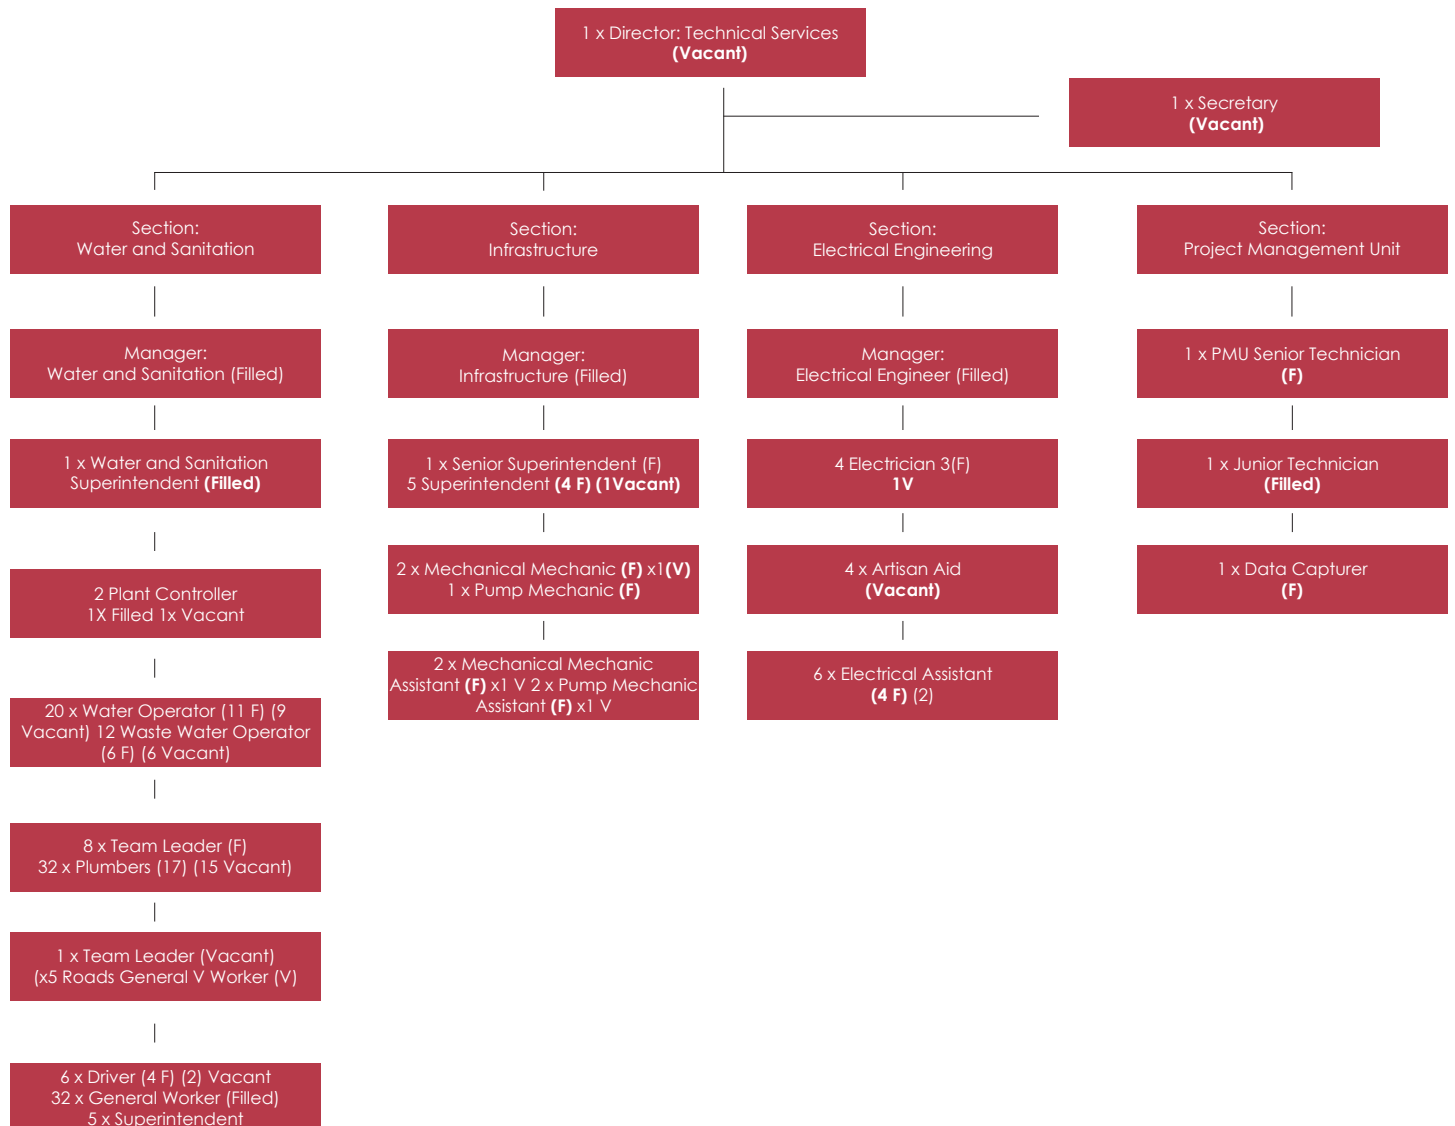 1 x Director: Technical Services
(Vacant)
1 x Secretary
(Vacant)
Section:
Water and Sanitation
Section:
Infrastructure
Section:
Electrical Engineering
Section:
Project Management Unit
Manager:
Water and Sanitation (Filled)
Manager:
Infrastructure (Filled)
Manager:
Electrical Engineer (Filled)
1 x PMU Senior Technician
(F)
1 x Water and Sanitation
Superintendent (Filled)
1 x Senior Superintendent (F)
5 Superintendent (4 F) (1Vacant)
4 Electrician 3(F)
1V
1 x Junior Technician
(Filled)
2 Plant Controller
1X Filled 1x Vacant
2 x Mechanical Mechanic (F) x1(V)
1 x Pump Mechanic (F)
4 x Artisan Aid
(Vacant)
1 x Data Capturer
(F)
20 x Water Operator (11 F) (9
Vacant) 12 Waste Water Operator
(6 F) (6 Vacant)
2 x Mechanical Mechanic
Assistant (F) x1 V 2 x Pump Mechanic
Assistant (F) x1 V
6 x Electrical Assistant
(4 F) (2)
8 x Team Leader (F)
32 x Plumbers (17) (15 Vacant)
1 x Team Leader (Vacant)
(x5 Roads General V Worker (V)
6 x Driver (4 F) (2) Vacant
32 x General Worker (Filled)
5 x Superintendent